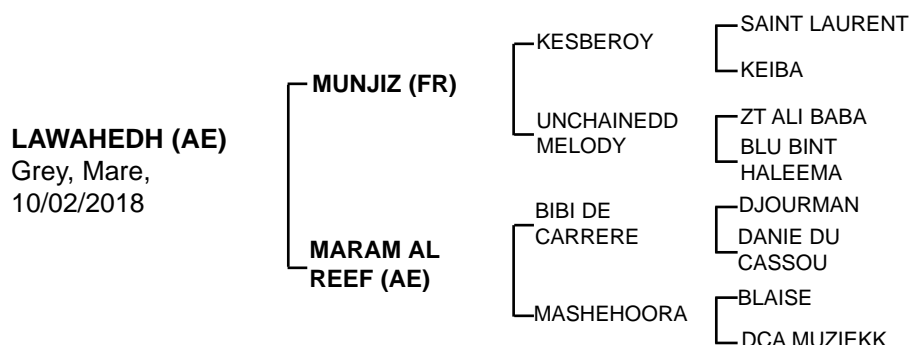 LAWAHEDH (AE)
Grey, Mare,
10/02/2018
MUNJIZ (FR)
MARAM AL
REEF (AE)
KESBEROY
UNCHAINEDD
MELODY
BIBI DE
CARRERE
MASHEHOORA
SAINT LAURENT
KEIBA
ZT ALI BABA
BLU BINT
HALEEMA
DJOURMAN
DANIE DU
CASSOU
BLAISE
DCA MUZIEKK